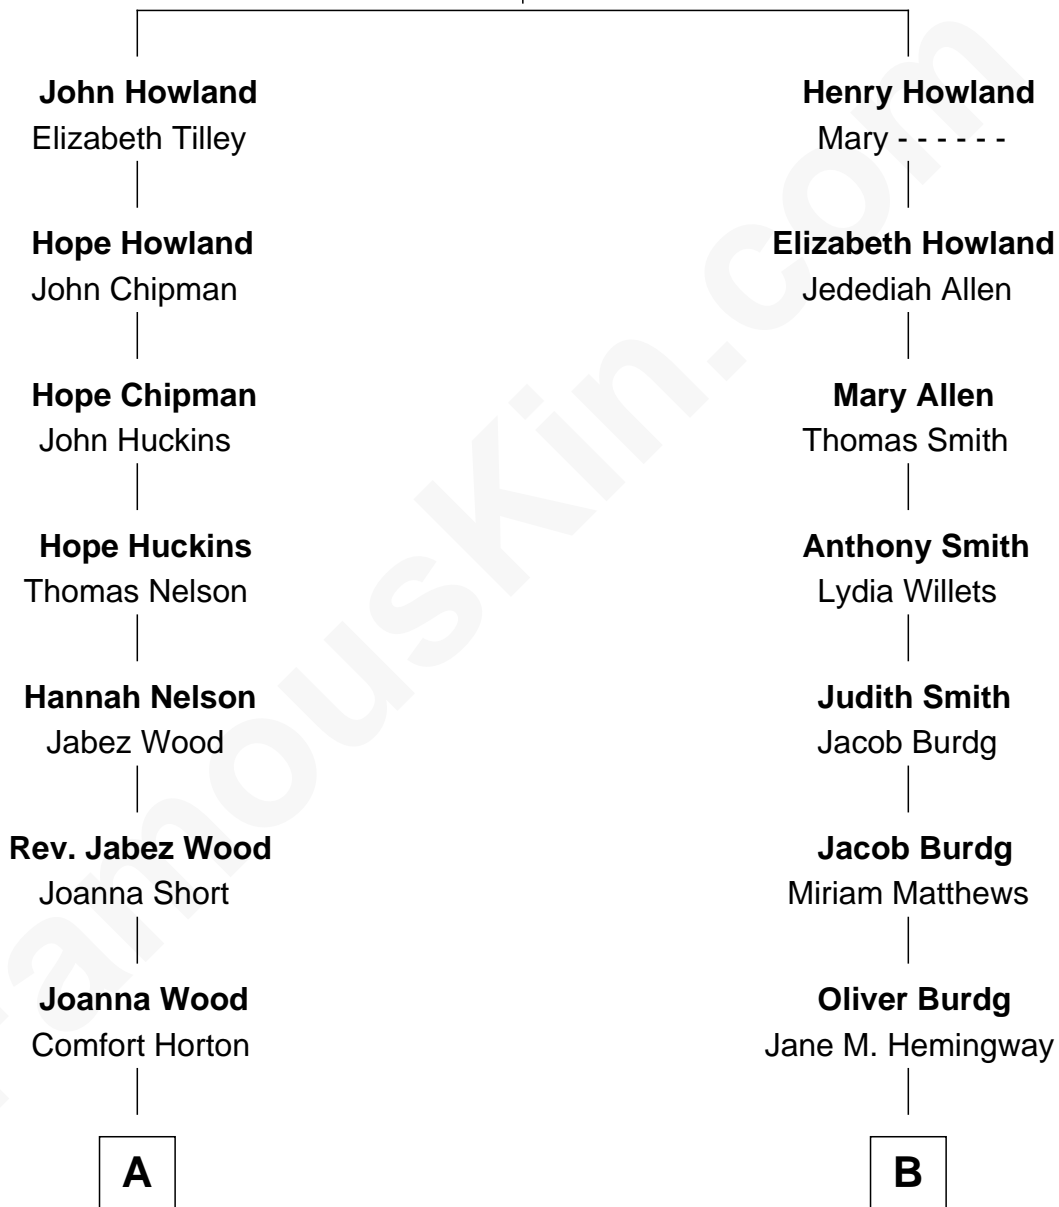 John Howland
Elizabeth Tilley
Hope Howland
John Chipman
Hope Chipman
John Huckins
Hope Huckins
Thomas Nelson
Hannah Nelson
Jabez Wood
Rev. Jabez Wood
Joanna Short
Joanna Wood
Comfort Horton
A
Henry Howland
Mary - - - - - -
Elizabeth Howland
Jedediah Allen
Mary Allen
Thomas Smith
Anthony Smith
Lydia Willets
Judith Smith
Jacob Burdg
Jacob Burdg
Miriam Matthews
Oliver Burdg
Jane M. Hemingway
B
FamousKin.com